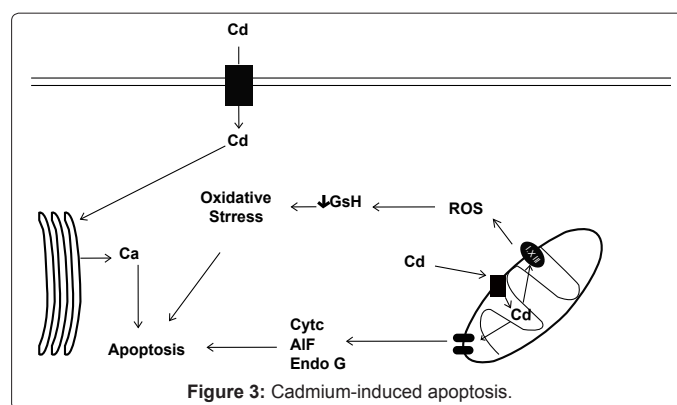 Cd
Cd
Oxidative
Strress
↓GsH
ROS
Ca
Cd
Cd
Cytc
AIF
Endo G
Apoptosis
Figure 3: Cadmium-induced apoptosis.